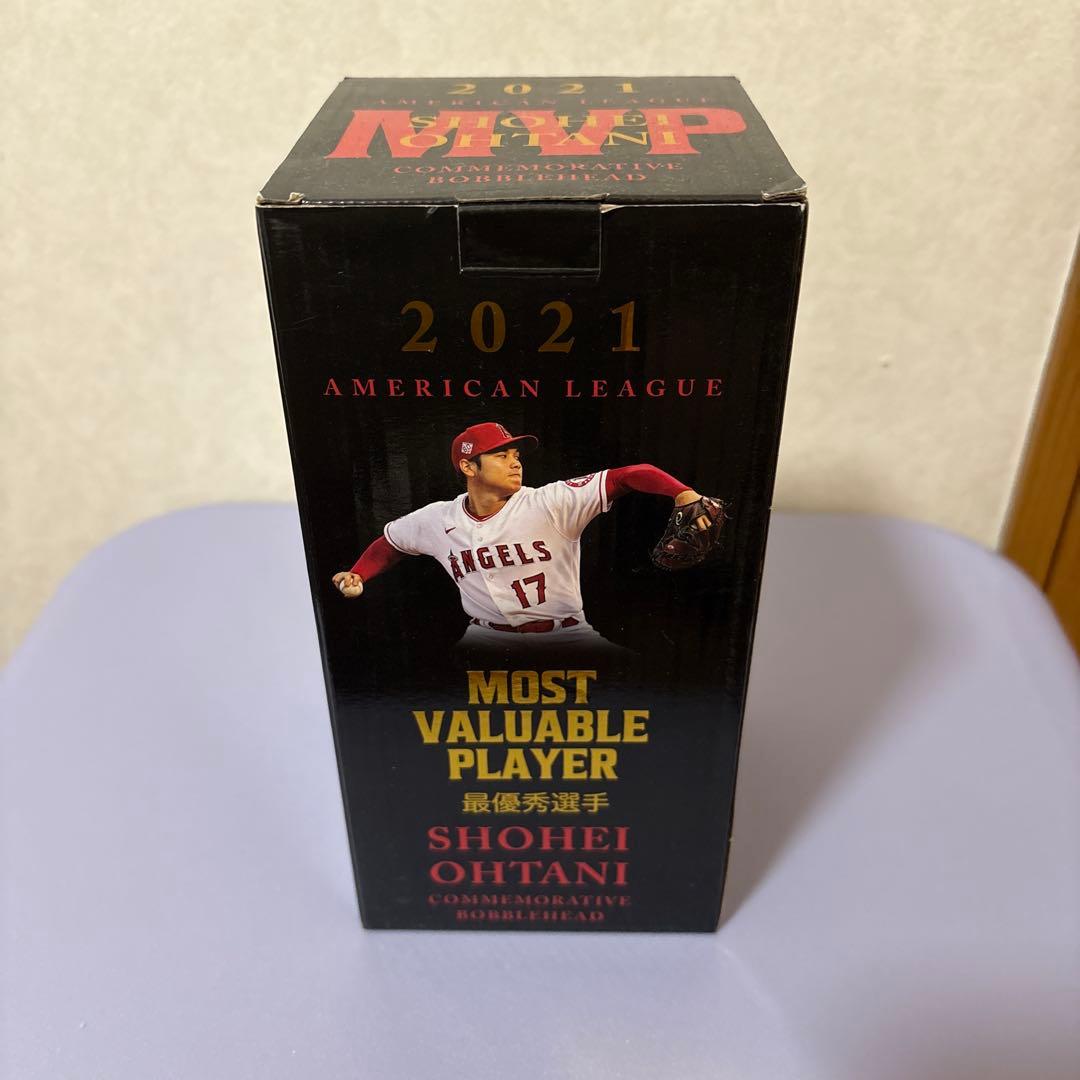 2021
AMERICAN LEAGUE
MVP
SHOHEI
OHTANI
COMMEMORATIVE
BOBBLEHEAD
2021
AMERICAN LEAGUE
ANGELS
17
MOST
VALUABLE
PLAYER
最優秀選手
SHOHEI
OHTANI
COMMEMORATIVE
BOBBLEHEAD